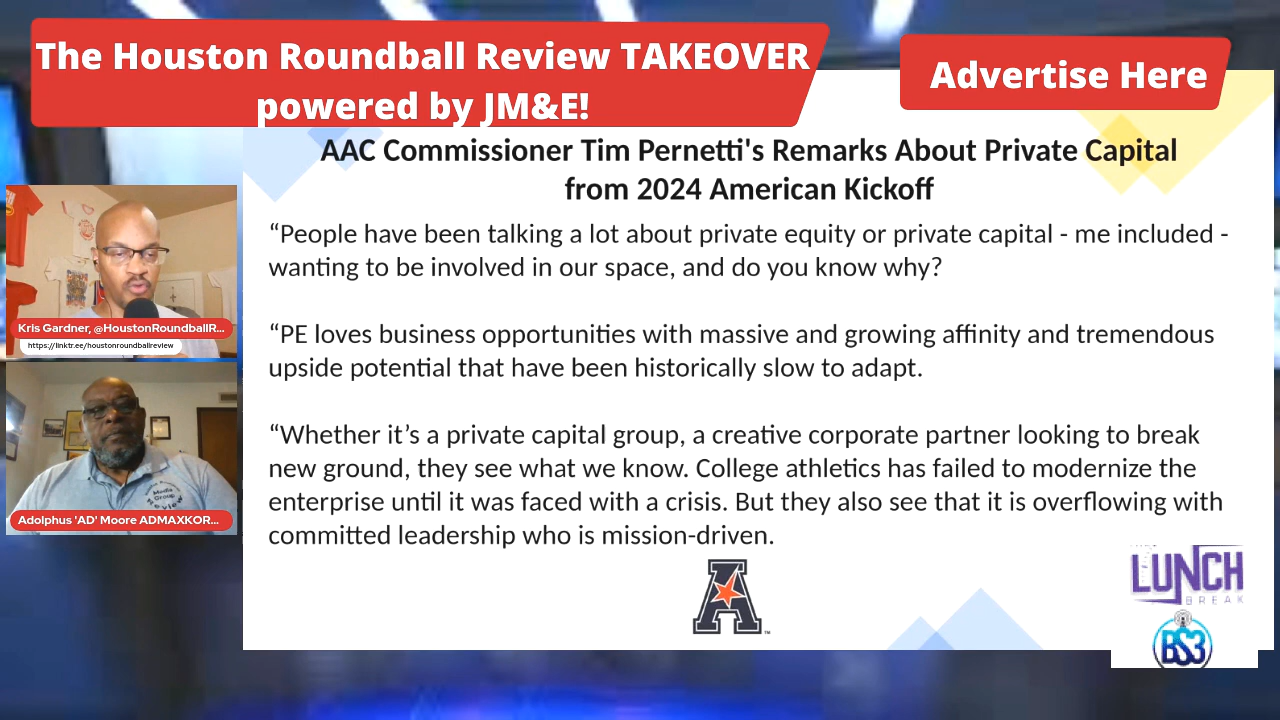 The Houston Roundball Review TAKEOVER
powered by JM&E!
Advertise Here
AAC Commissioner Tim Pernetti's Remarks About Private Capital
from 2024 American Kickoff
“People have been talking a lot about private equity or private capital - me included -
wanting to be involved in our space, and do you know why?
“PE loves business opportunities with massive and growing affinity and tremendous
upside potential that have been historically slow to adapt.
“Whether it’s a private capital group, a creative corporate partner looking to break
new ground, they see what we know. College athletics has failed to modernize the
enterprise until it was faced with a crisis. But they also see that it is overflowing with
committed leadership who is mission-driven.
Kris Gardner, @HoustonRoundballR...
https://linktr.ee/houstonroundballreview
Media
Group
Review
Adolphus 'AD' Moore ADMAXKOR...
A
TM
LUNCH
BREAK
BS3